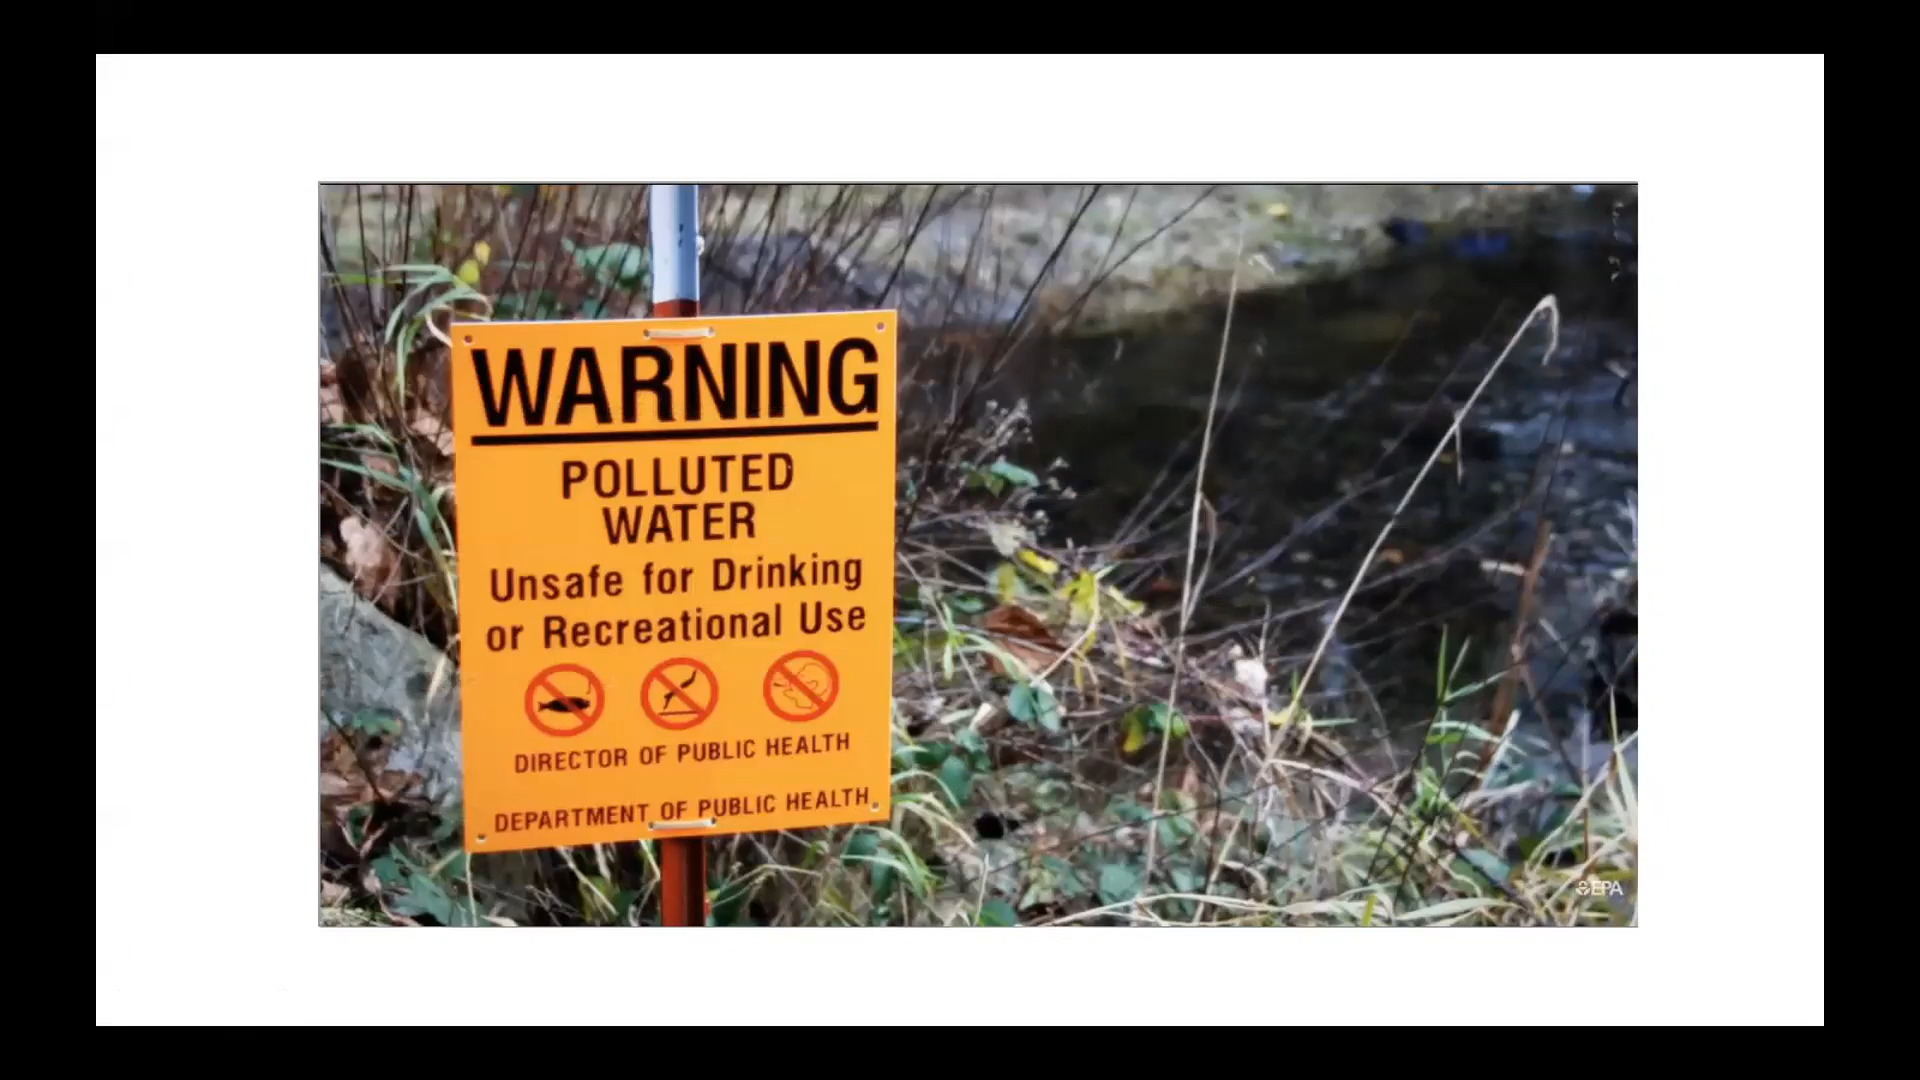 WARNING
POLLUTED
WATER
Unsafe for Drinking
or Recreational Use
DIRECTOR OF PUBLIC HEALTH
DEPARTMENT OF PUBLIC HEALTH
EPA